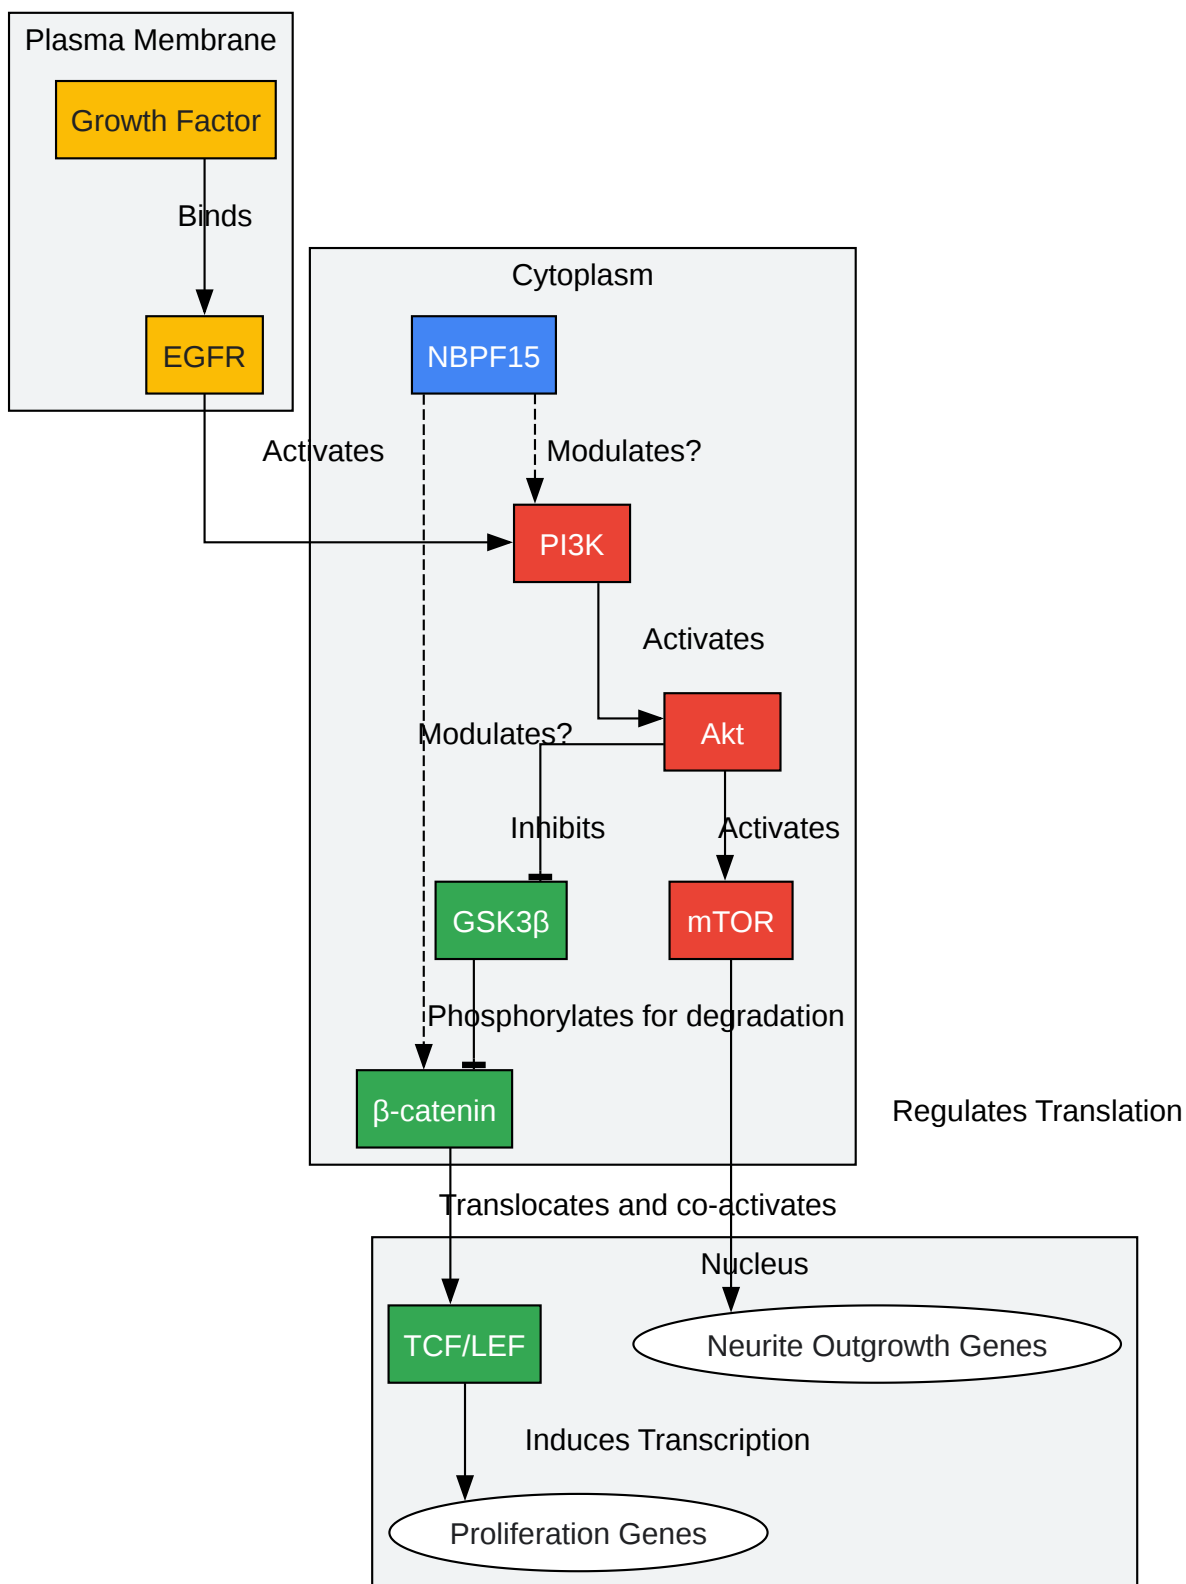 Plasma Membrane
Growth Factor
Binds
Cytoplasm
EGFR
NBPF15
Activates
Modulates?
PI3K
Activates
Modulates?
Akt
Inhibits
Activates
GSK3β
mTOR
Phosphorylates for degradation
β-catenin
Regulates Translation
Translocates and co-activates
Nucleus
TCF/LEF
Neurite Outgrowth Genes
Induces Transcription
Proliferation Genes